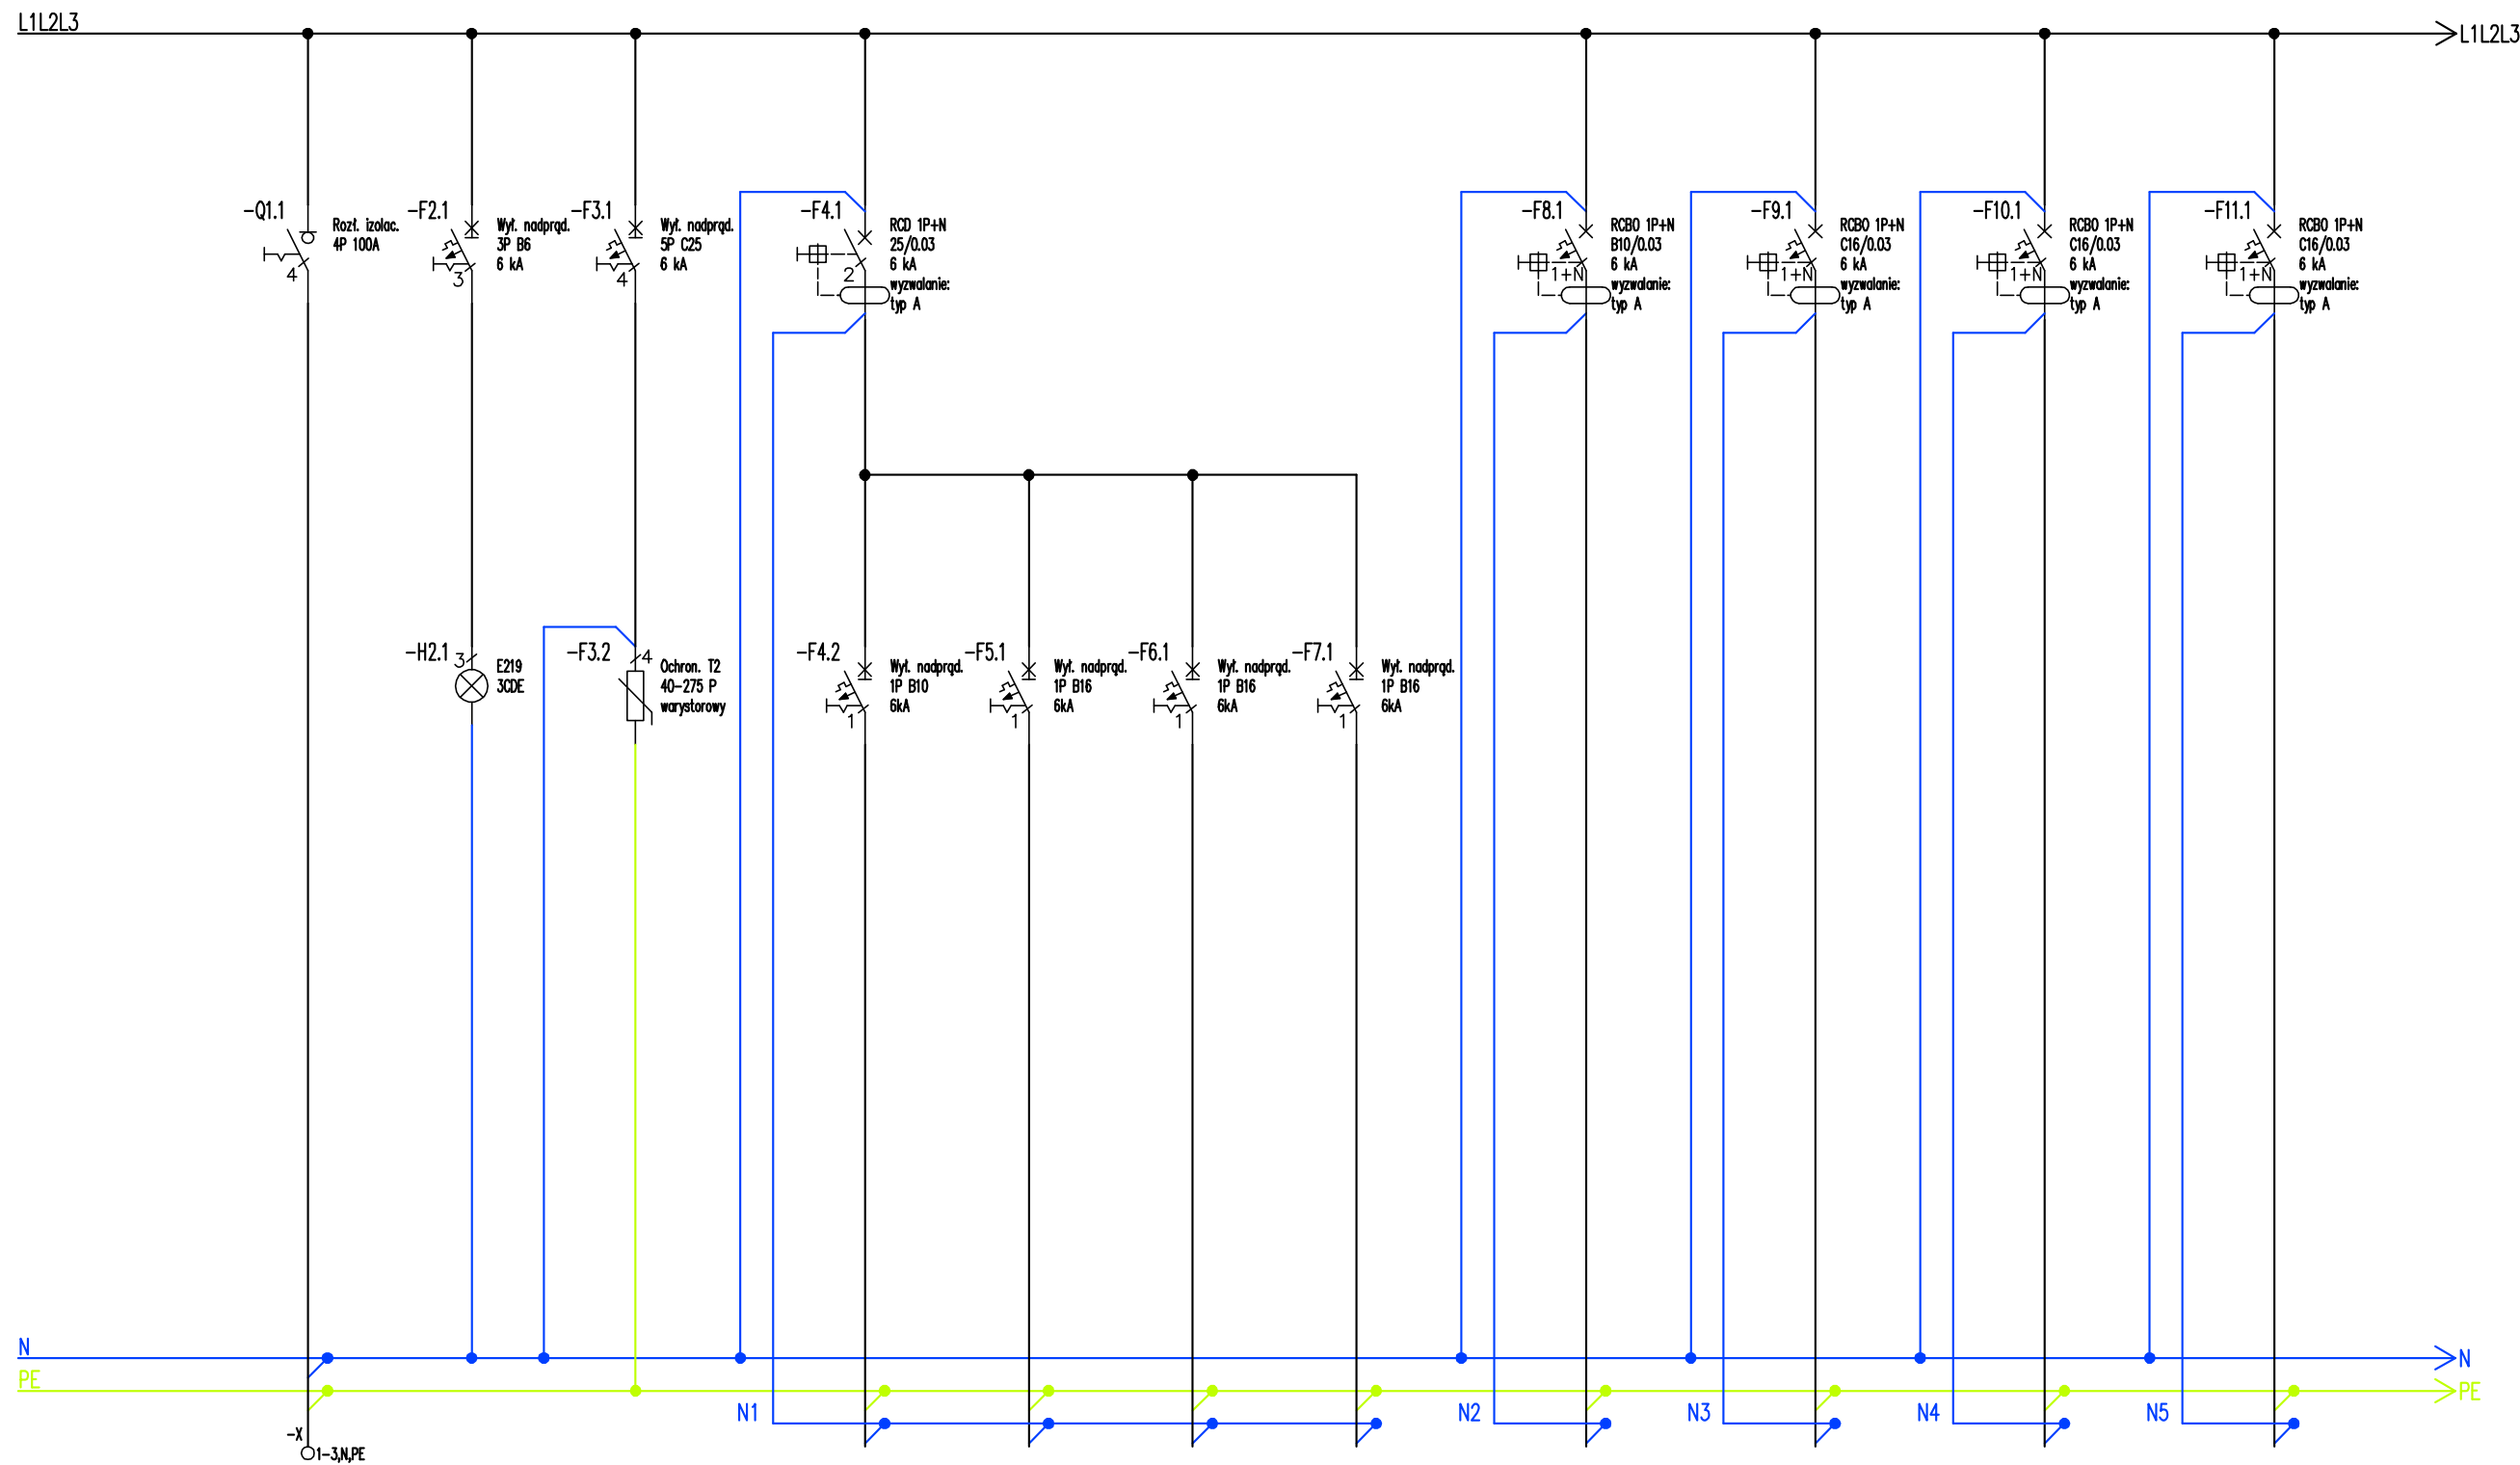 L1L2L3
L1L2L3
-Q1.1
Rozł. izolac.
4P 100A
4
-F2.1
Wył. nadprąd.
3P B6
6 kA
3
-F3.1
Wył. nadprąd.
5P C25
6 kA
4
-F4.1
RCD 1P+N
25/0.03
6 kA
wyzwalanie:
typ A
2
-F8.1
RCBO 1P+N
B10/0.03
6 kA
wyzwalanie:
typ A
1+N
-F9.1
RCBO 1P+N
C16/0.03
6 kA
wyzwalanie:
typ A
1+N
-F10.1
RCBO 1P+N
C16/0.03
6 kA
wyzwalanie:
typ A
1+N
-F11.1
RCBO 1P+N
C16/0.03
6 kA
wyzwalanie:
typ A
1+N
-H2.1
3
E219
3CDE
-F3.2
4
Ochron. T2
40-275 P
warystorowy
-F4.2
Wył. nadprąd.
1P B10
6kA
1
-F5.1
Wył. nadprąd.
1P B16
6kA
1
-F6.1
Wył. nadprąd.
1P B16
6kA
1
-F7.1
Wył. nadprąd.
1P B16
6kA
1
N
N
PE
PE
N1
N2
N3
N4
N5
-X
1-3,N,PE